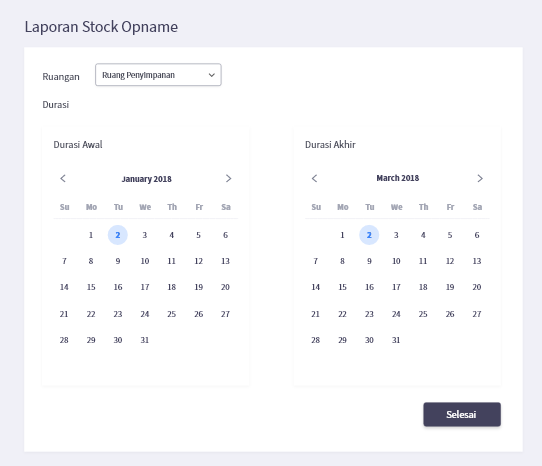 Laporan Stock Opname
Ruangan
Ruang Penyimpanan
Durasi
Durasi Awal
January 2018
Su Mo Tu We Th Fr Sa
1 2 3 4 5 6
7 8 9 10 11 12 13
14 15 16 17 18 19 20
21 22 23 24 25 26 27
28 29 30 31
Durasi Akhir
March 2018
Su Mo Tu We Th Fr Sa
1 2 3 4 5 6
7 8 9 10 11 12 13
14 15 16 17 18 19 20
21 22 23 24 25 26 27
28 29 30 31
Selesai